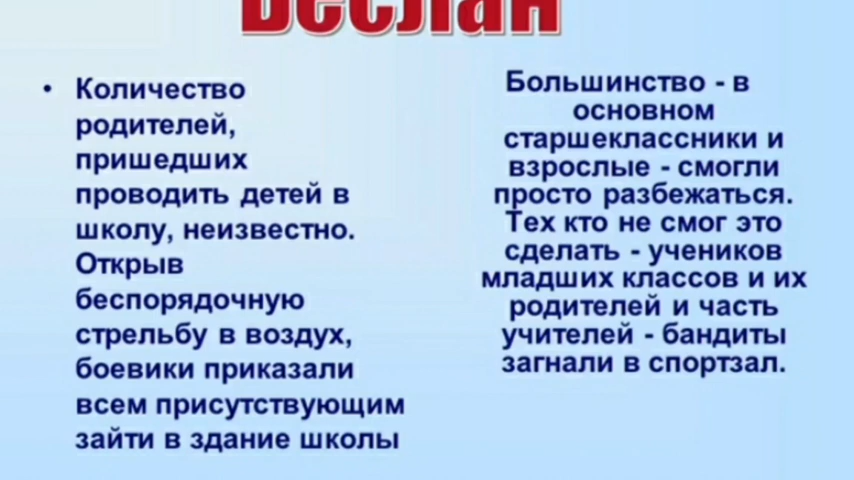 Беслан
• Количество
родителей,
пришедших
проводить детей в
школу, неизвестно.
Открыв
беспорядочную
стрельбу в воздух,
боевики приказали
всем присутствующим
зайти в здание школы
Большинство - в
основном
старшеклассники и
взрослые - смогли
просто разбежаться.
Тех кто не смог это
сделать - учеников
младших классов и их
родителей и часть
учителей - бандиты
загнали в спортзал.